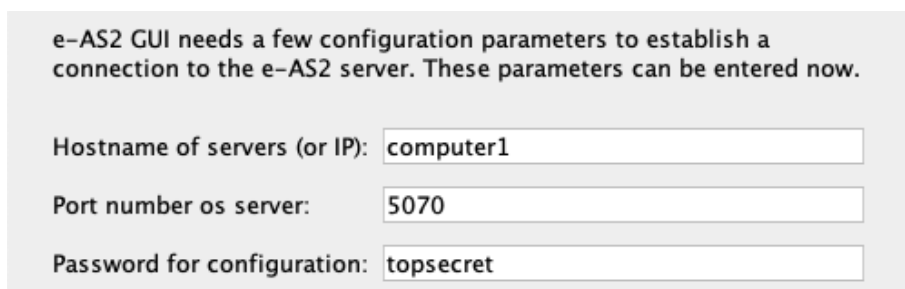 e-AS2 GUI needs a few configuration parameters to establish a
connection to the e-AS2 server. These parameters can be entered now.
Hostname of servers (or IP): computer1
Port number os server: 5070
Password for configuration: topsecret